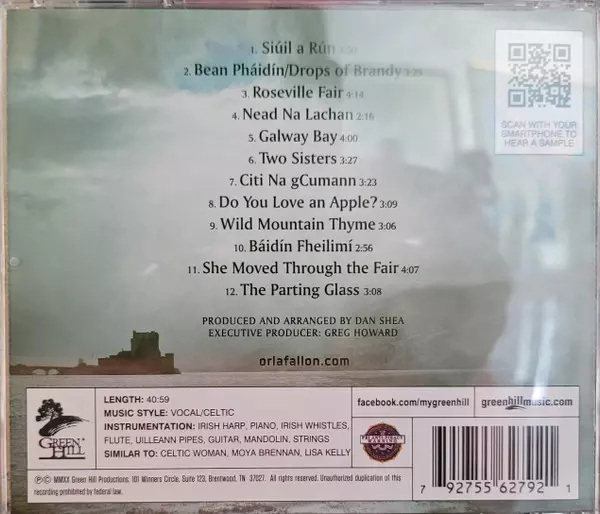 1. Siúil a Rún
2. Bean Pháidín/Drops of Brandy 3:25
3. Roseville Fair 4:14
4. Nead Na Lachan 2:16
5. Galway Bay 4:00
6. Two Sisters 3:27
7. Citi Na gCumann 3:23
8. Do You Love an Apple? 3:09
9. Wild Mountain Thyme 3:06
10. Báidín Fheilimí 2:56
11. She Moved Through the Fair 4:07
12. The Parting Glass 3:08
PRODUCED AND ARRANGED BY DAN SHEA
EXECUTIVE PRODUCER: GREG HOWARD
orlafallon.com
SCAN WITH YOUR
SMARTPHONE TO
HEAR A SAMPLE
GREEN
HILL
LENGTH: 40:59
MUSIC STYLE: VOCAL/CELTIC
INSTRUMENTATION: IRISH HARP, PIANO, IRISH WHISTLES,
FLUTE, UILLEANN PIPES, GUITAR, MANDOLIN, STRINGS
SIMILAR TO: CELTIC WOMAN, MOYA BRENNAN, LISA KELLY
facebook.com/mygreenhill
greenhillmusic.com
ⓅⒸ MMXX Green Hill Productions. 101 Winners Circle, Suite 123, Brentwood, TN 37027. All rights reserved. Unauthorized duplication of this
recording prohibited by federal law.
7 92755 62792 1